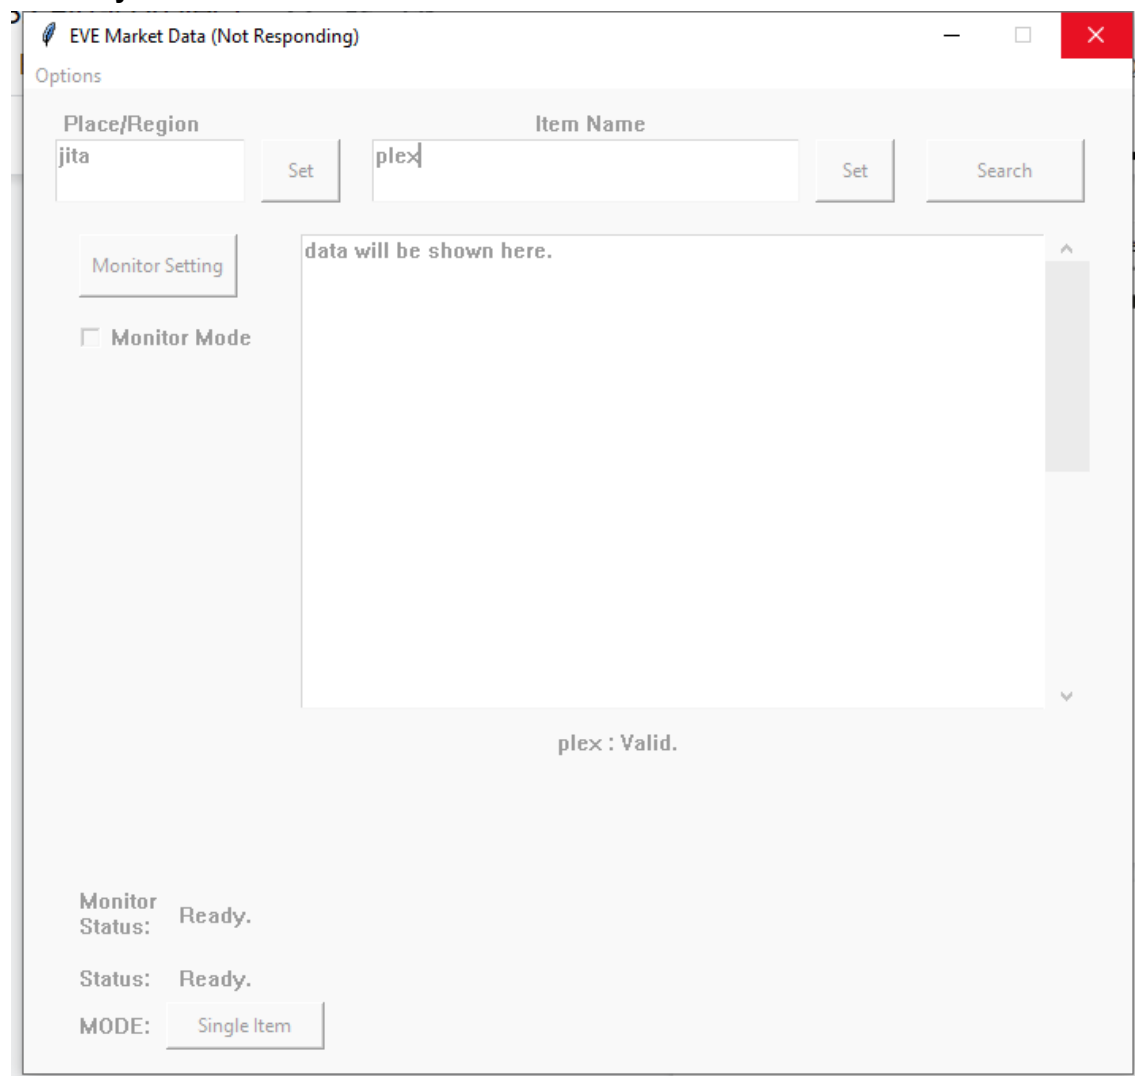 EVE Market Data (Not Responding)
Options
Place/Region
Item Name
jita
Set
plex
Set
Search
Monitor Setting
data will be shown here.
Monitor Mode
plex : Valid.
Monitor
Status:
Ready.
Status: Ready.
MODE: Single Item